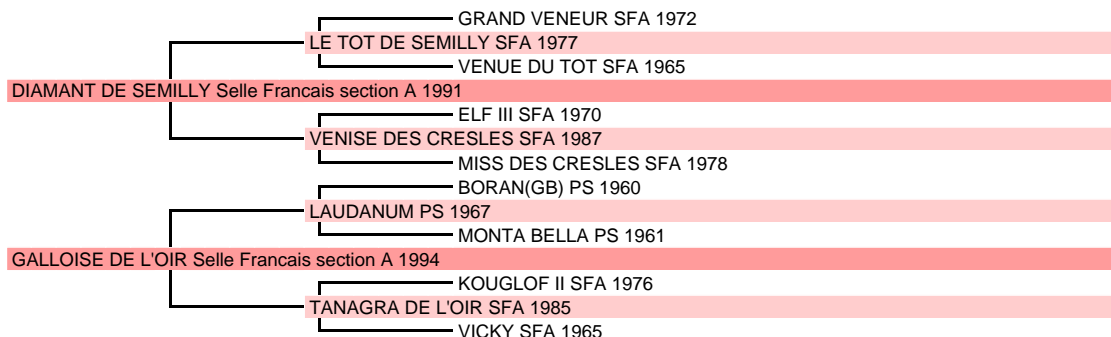 GRAND VENEUR SFA 1972
LE TOT DE SEMILLY SFA 1977
VENUE DU TOT SFA 1965
DIAMANT DE SEMILLY Selle Francais section A 1991
ELF III SFA 1970
VENISE DES CRESLES SFA 1987
MISS DES CRESLES SFA 1978
BORAN(GB) PS 1960
LAUDANUM PS 1967
MONTA BELLA PS 1961
GALLOISE DE L'OIR Selle Francais section A 1994
KOUGLOF II SFA 1976
TANAGRA DE L'OIR SFA 1985
VICKY SFA 1965